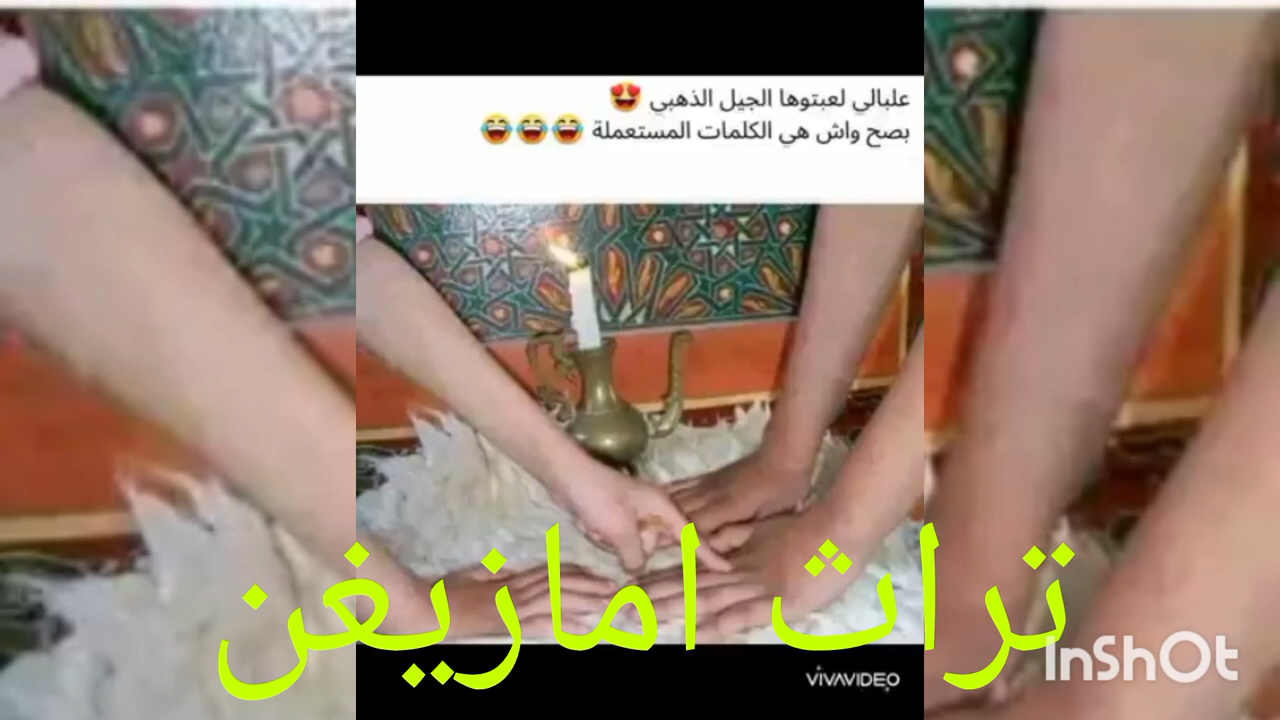 علبالي لعبتوها الجيل الذهبي 😍
بصح واش هي الكلمات المستعملة 😂😂😂
تراث امازيغن
VIVAVIDEO
InShOt